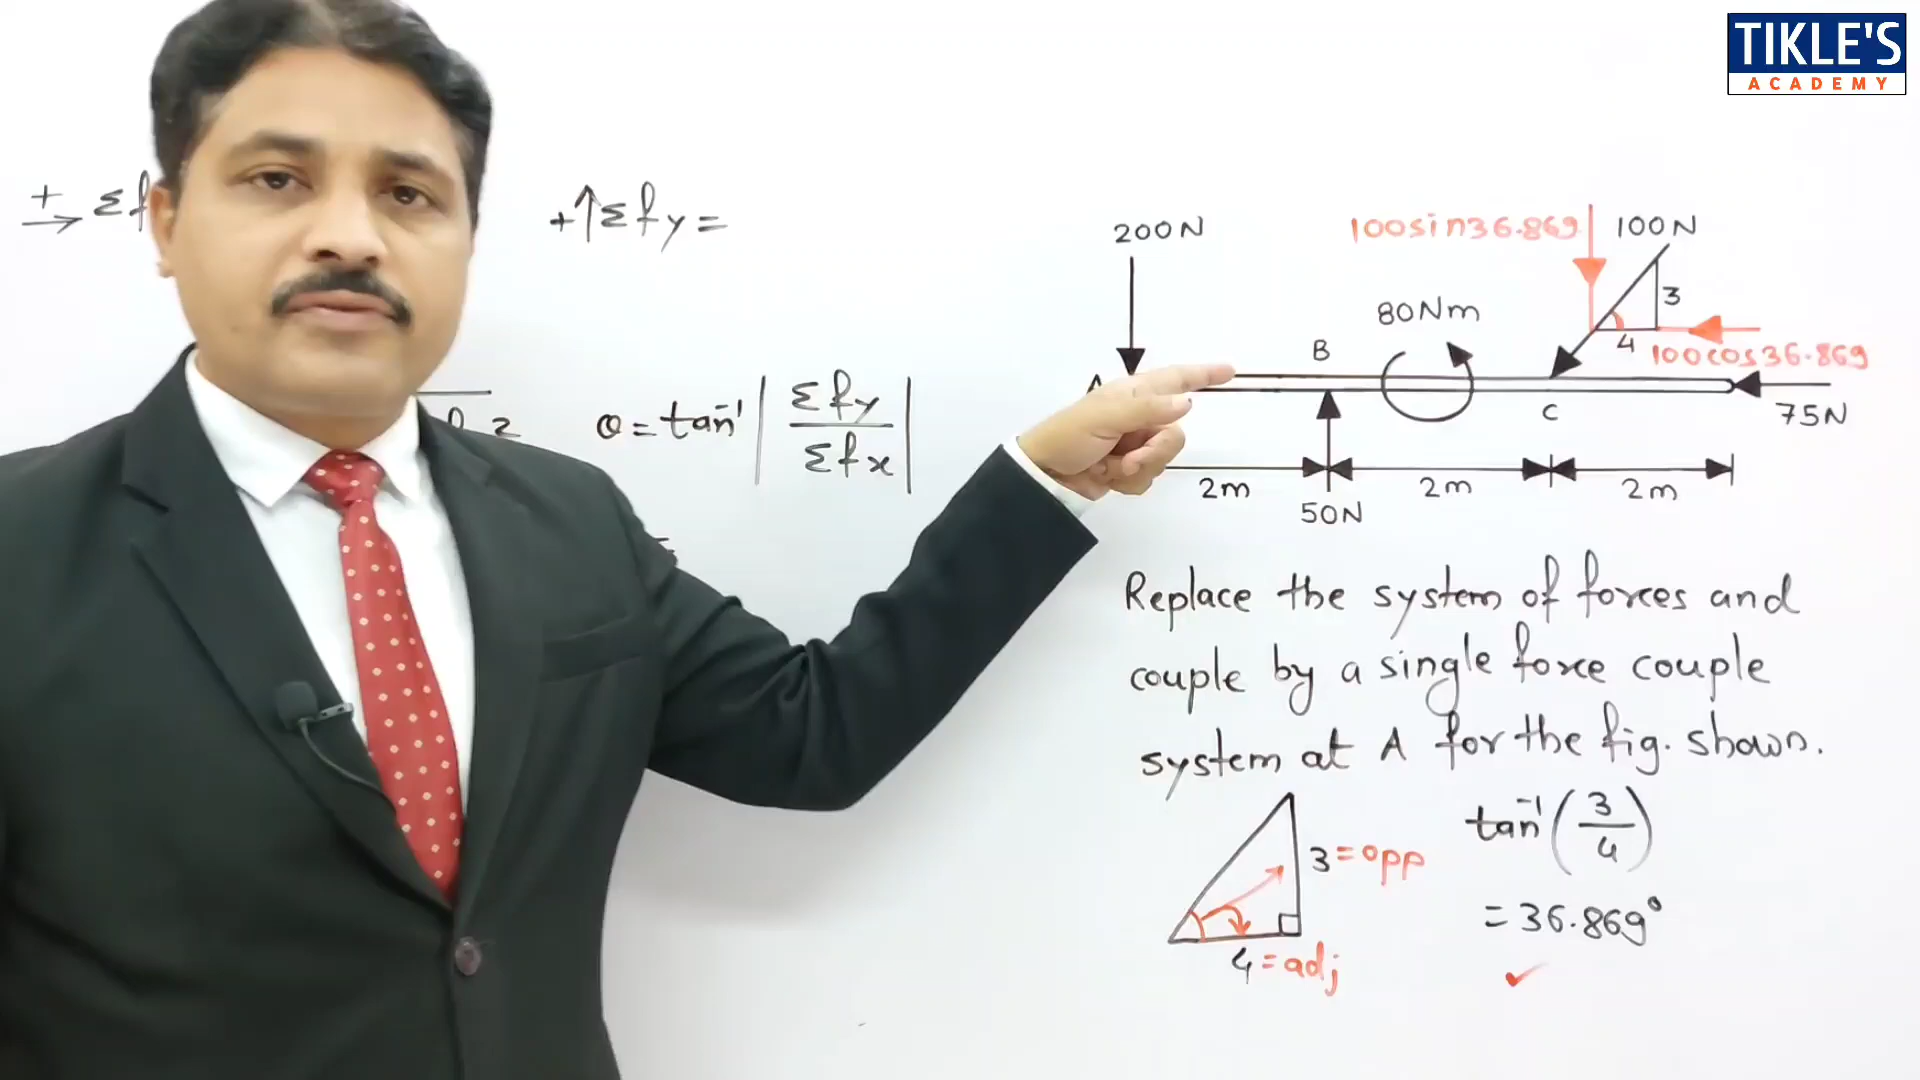 TIKLE'S
ACADEMY
+→ Σf
+↑Σfy=
θ = tan⁻¹ | Σfy / Σfx |
200N
100sin36.869
100N
3
4
100cos36.869
80Nm
B
C
75N
2m
2m
2m
50N
Replace the system of forces and
couple by a single force couple
system at A for the fig. shown.
3=opp
4=adj
tan⁻¹(3/4)
=36.869°